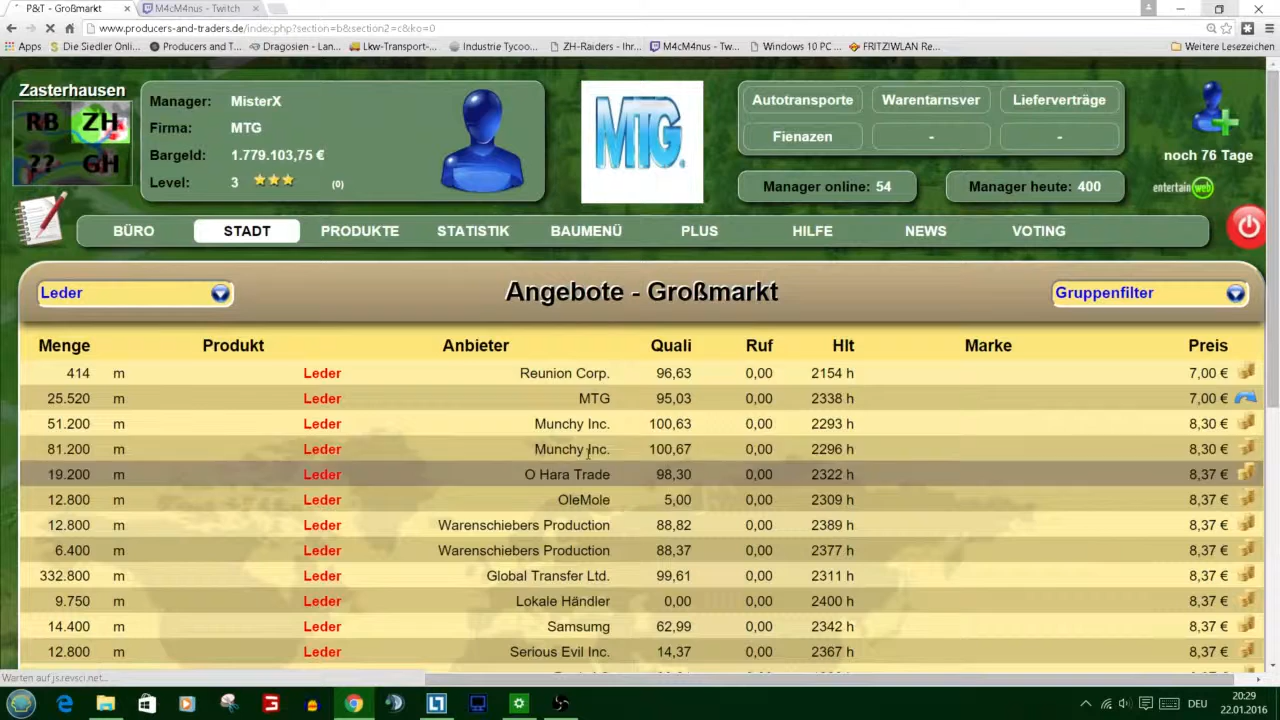 P&T - Großmarkt
M4cM4nus - Twitch
www.producers-and-traders.de/index.php?section=b&section2=c&ko=0
Apps
Die Siedler Onli...
Producers and T...
Dragosien - Lan...
Lkw-Transport-...
Industrie Tycoo...
ZH-Raiders - Ihr...
M4cM4nus - Tw...
Windows 10 PC ...
FRITZ!WLAN Re...
Weitere Lesezeichen
Zasterhausen
RB ZH
?? GH
Manager: MisterX
Firma: MTG
Bargeld: 1.779.103,75 €
Level: 3 (0)
MTG
Autotransporte Warentarnsver Lieferverträge
Fienazen - -
Manager online: 54 Manager heute: 400
noch 76 Tage
entertainweb
BÜRO STADT PRODUKTE STATISTIK BAUMENÜ PLUS HILFE NEWS VOTING
Leder Angebote - Großmarkt Gruppenfilter
Menge Produkt Anbieter Quali Ruf Hlt Marke Preis
414 m Leder Reunion Corp. 96,63 0,00 2154 h 7,00 €
25.520 m Leder MTG 95,03 0,00 2338 h 7,00 €
51.200 m Leder Munchy Inc. 100,63 0,00 2293 h 8,30 €
81.200 m Leder Munchy Inc. 100,67 0,00 2296 h 8,30 €
19.200 m Leder O Hara Trade 98,30 0,00 2322 h 8,37 €
12.800 m Leder OleMole 5,00 0,00 2309 h 8,37 €
12.800 m Leder Warenschiebers Production 88,82 0,00 2389 h 8,37 €
6.400 m Leder Warenschiebers Production 88,37 0,00 2377 h 8,37 €
332.800 m Leder Global Transfer Ltd. 99,61 0,00 2311 h 8,37 €
9.750 m Leder Lokale Händler 0,00 0,00 2400 h 8,37 €
14.400 m Leder Samsumg 62,99 0,00 2342 h 8,37 €
12.800 m Leder Serious Evil Inc. 14,37 0,00 2367 h 8,37 €
Warten auf js.revsci.net...
DEU
20:29
22.01.2016